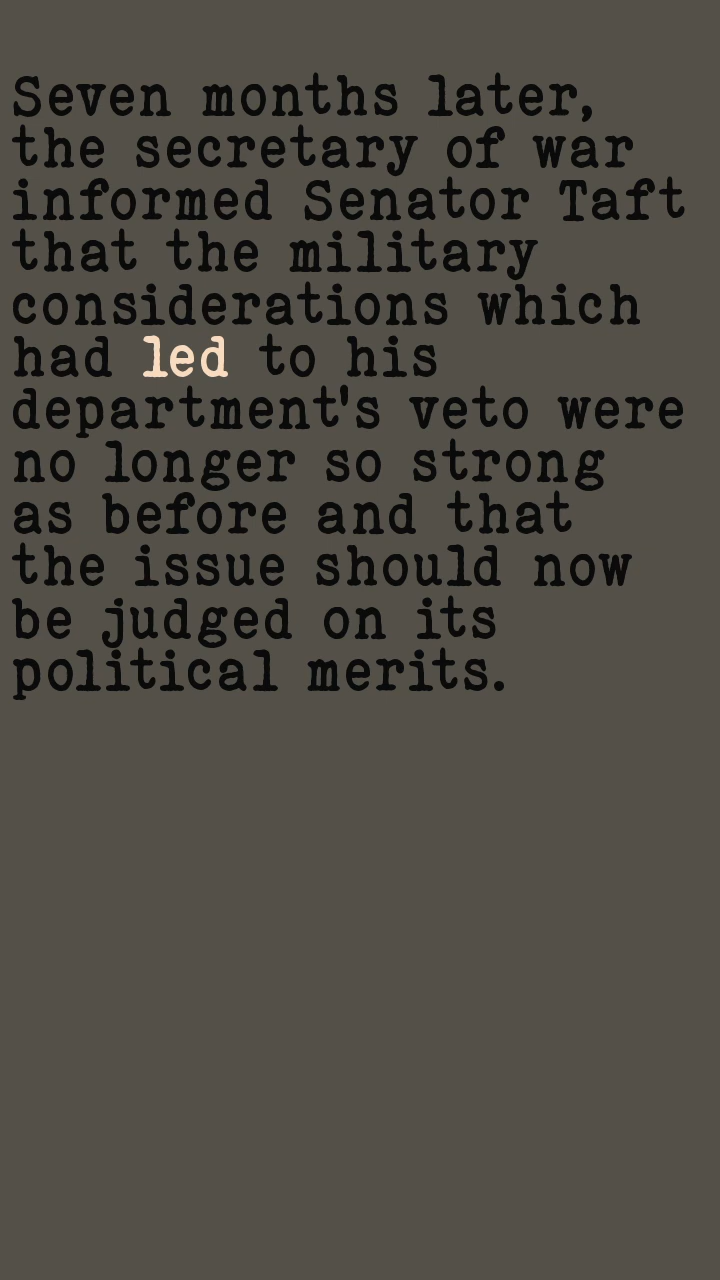 Seven months later,
the secretary of war
informed Senator Taft
that the military
considerations which
had led to his
department's veto were
no longer so strong
as before and that
the issue should now
be judged on its
political merits.